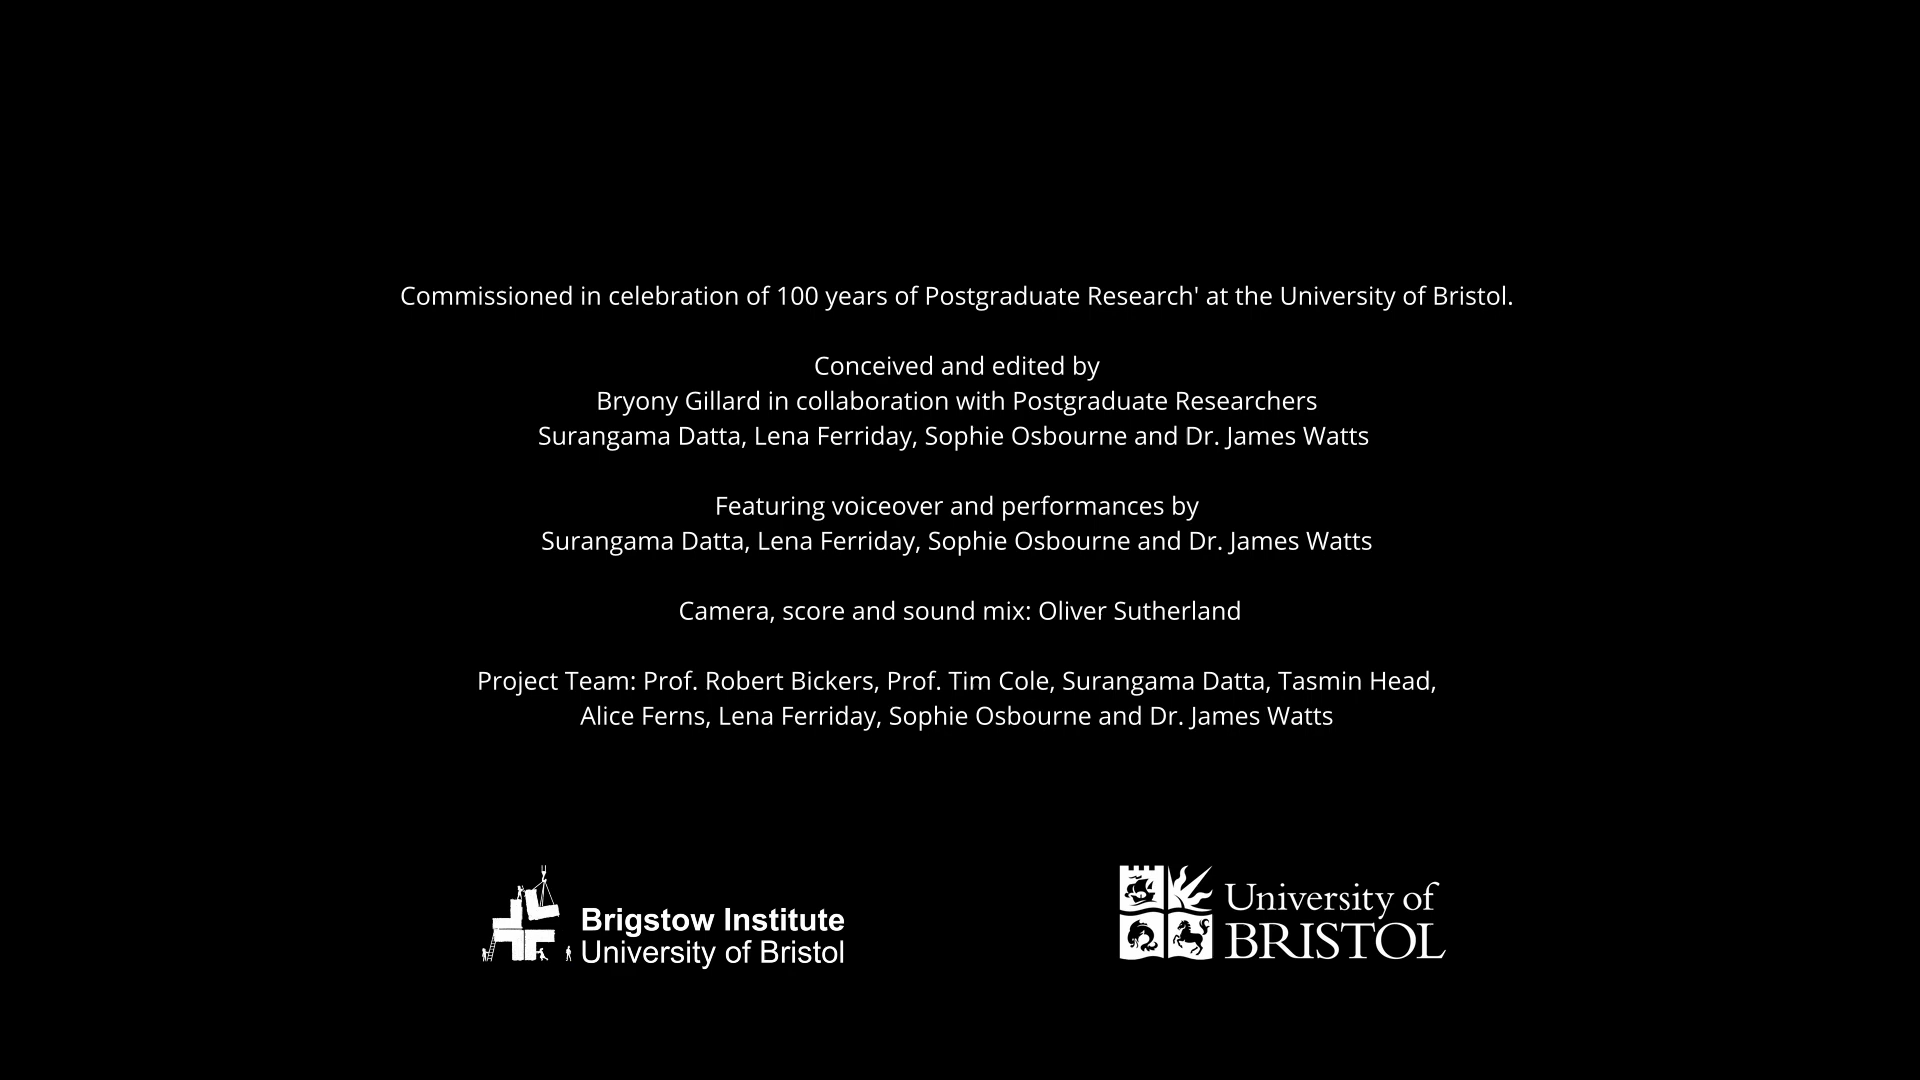 Commissioned in celebration of 100 years of Postgraduate Research' at the University of Bristol.
Conceived and edited by
Bryony Gillard in collaboration with Postgraduate Researchers
Surangama Datta, Lena Ferriday, Sophie Osbourne and Dr. James Watts
Featuring voiceover and performances by
Surangama Datta, Lena Ferriday, Sophie Osbourne and Dr. James Watts
Camera, score and sound mix: Oliver Sutherland
Project Team: Prof. Robert Bickers, Prof. Tim Cole, Surangama Datta, Tasmin Head,
Alice Ferns, Lena Ferriday, Sophie Osbourne and Dr. James Watts
Brigstow Institute
University of Bristol
University of
BRISTOL